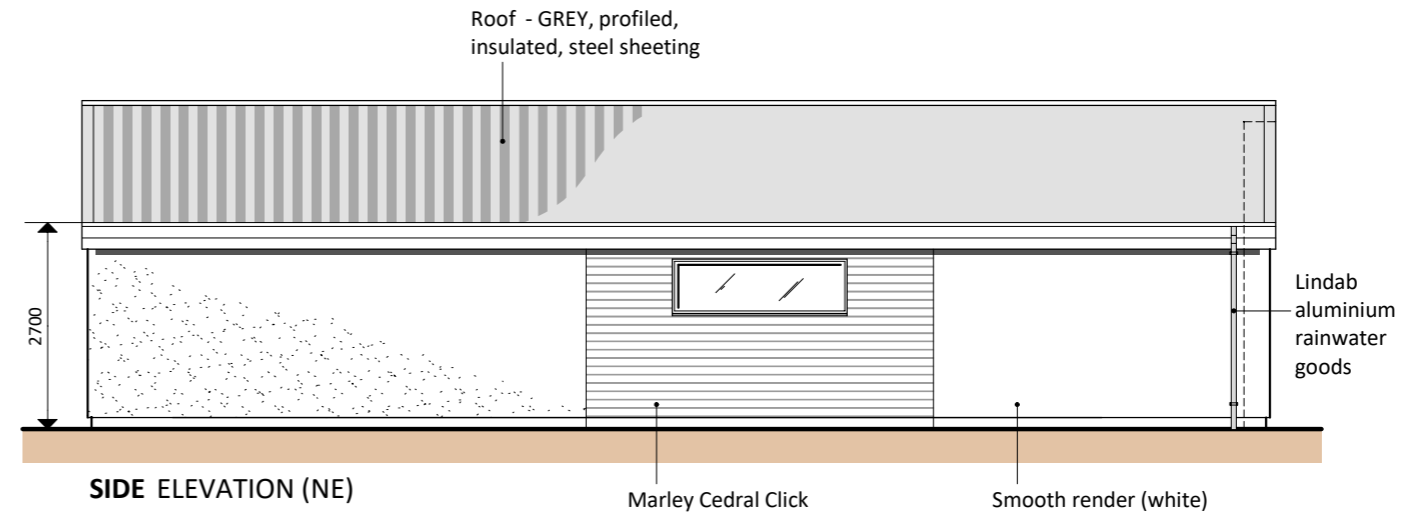 Roof - GREY, profiled,
insulated, steel sheeting
2700
Lindab
aluminium
rainwater
goods
SIDE ELEVATION (NE)
Marley Cedral Click
Smooth render (white)